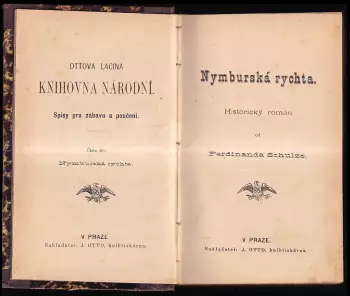 OTTOVA LACINÁ
KNIHOVNA NÁRODNÍ.
Spisy pro zábavu a poučení.
Číslo
Nymburská rychta.
V PRAZE.
Nakladatel: J. OTTO, knihtiskárna.
Nymburská rychta.
Historický román
od
Ferdinanda Schulze.
V PRAZE.
Nakladatel: J. OTTO, knihtiskárna.